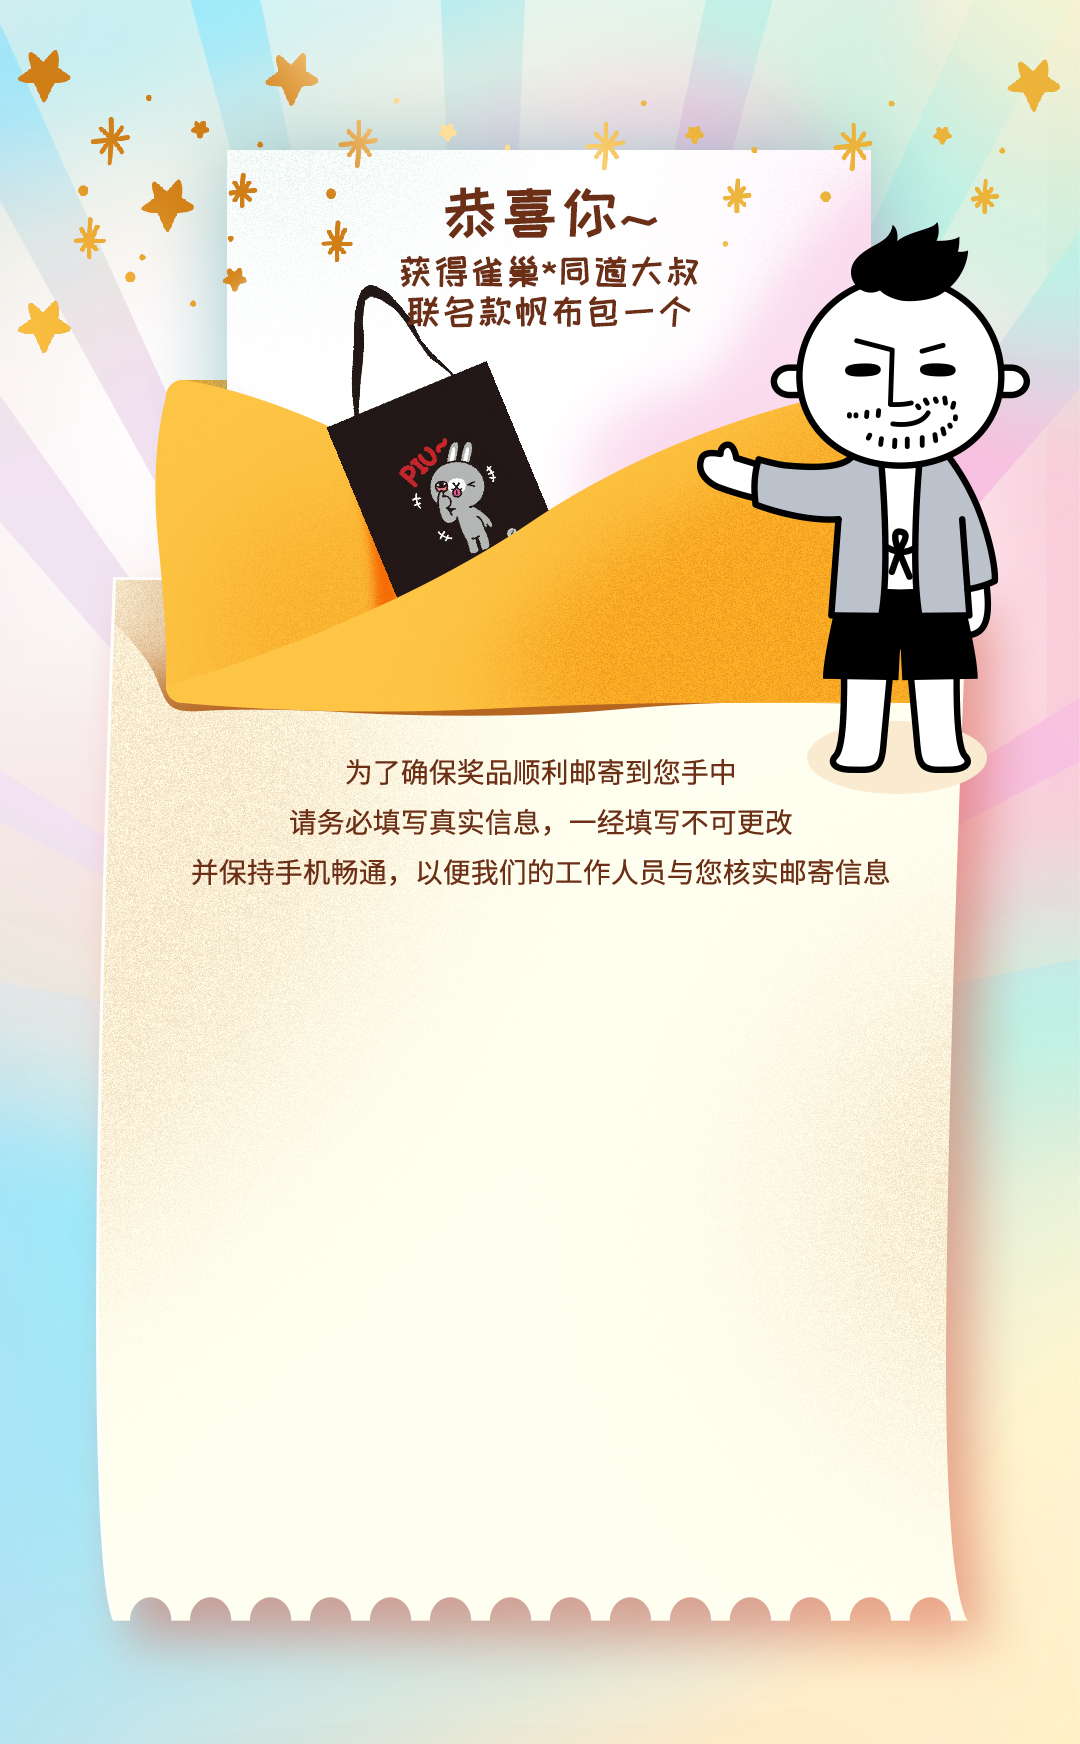 恭喜你~
获得雀巢*同道大叔
联名款帆布包一个
PIU~
为了确保奖品顺利邮寄到您手中
请务必填写真实信息，一经填写不可更改
并保持手机畅通，以便我们的工作人员与您核实邮寄信息